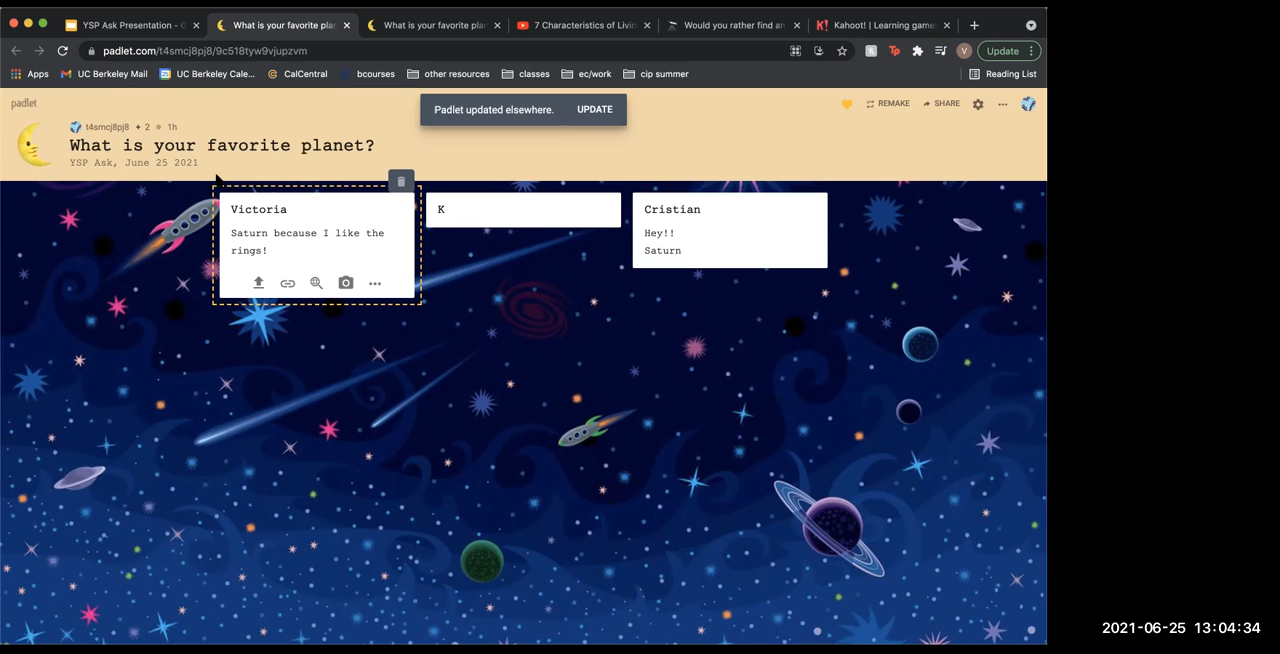 YSP Ask Presentation - G
What is your favorite plan
What is your favorite plan
7 Characteristics of Livin
Would you rather find an
Kahoot! | Learning game
padlet.com/t4smcj8pj8/9c518tyw9vjupzvm
Tp
V
Update
Apps
UC Berkeley Mail
UC Berkeley Cale...
CalCentral
bcourses
other resources
classes
ec/work
cip summer
Reading List
padlet
Padlet updated elsewhere. UPDATE
REMAKE
SHARE
t4smcj8pj8 + 2 1h
What is your favorite planet?
YSP Ask, June 25 2021
Victoria
Saturn because I like the
rings!
K
Cristian
Hey!!
Saturn
2021-06-25 13:04:34